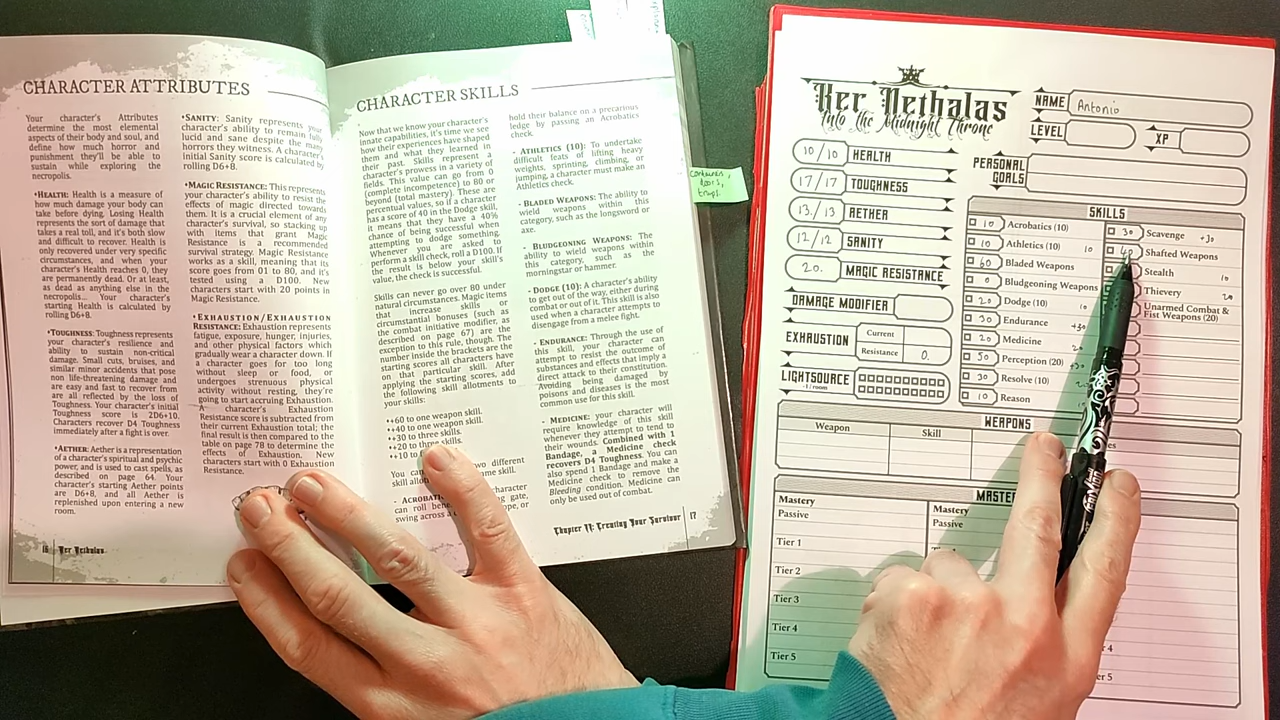 CHARACTER ATTRIBUTES
Your character's Attributes
determine the most elemental
aspects of their body and soul, and
define how much horror and
punishment they'll be able to
sustain while exploring the
necropolis.
•HEALTH: Health is a measure of
how much damage your body can
take before dying. Losing Health
represents the sort of damage that
takes a real toll, and it's both slow
and difficult to recover. Health is
only recovered under very specific
circumstances, and when your
character's Health reaches 0, they
are permanently dead. Or at least,
as dead as anything else in the
necropolis... Your character's
starting Health is calculated by
rolling D6+8.
•TOUGHNESS: Toughness represents
your character's resilience and
ability to sustain non-critical
damage. Small cuts, bruises, and
similar minor accidents that pose
non life-threatening damage and
are easy and fast to recover from
are all reflected by the loss of
Toughness. Your character's initial
Toughness score is 2D6+10.
Characters recover D4 Toughness
immediately after a fight is over.
•AETHER: Aether is a representation
of a character's spiritual and psychic
power, and is used to cast spells, as
described on page 64. Your
character's starting Aether points
are D6+8, and all Aether is
replenished upon entering a new
room.
•SANITY: Sanity represents your
character's ability to remain fully
lucid and sane despite the many
horrors they witness. A character's
initial Sanity score is calculated by
rolling D6+8.
•MAGIC RESISTANCE: This represents
your character's ability to resist the
effects of magic directed towards
them. It is a crucial element of any
character's survival, so stacking up
with items that grant Magic
Resistance is a recommended
survival strategy. Magic Resistance
works as a skill, meaning that its
score goes from 01 to 80, and it's
tested using a D100. New
characters start with 20 points in
Magic Resistance.
•EXHAUSTION/EXHAUSTION
RESISTANCE: Exhaustion represents
fatigue, exposure, hunger, injuries,
and other physical factors which
gradually wear a character down. If
a character goes for too long
without sleep or food, or
undergoes strenuous physical
activity without resting, they're
going to start accruing Exhaustion.
A character's Exhaustion
Resistance score is subtracted from
their current Exhaustion total; the
final result is then compared to the
table on page 78 to determine the
effects of Exhaustion. New
characters start with 0 Exhaustion
Resistance.
16 Ker Nethalas
CHARACTER SKILLS
Now that we know your character's
innate capabilities, it's time we see
how their experiences have shaped
them and what they learned in
their past. Skills represent a
character's prowess in a variety of
fields. This value can go from 0
(complete incompetence) to 80 or
beyond (total mastery). These are
percentual values, so if a character
has a score of 40 in the Dodge skill,
it means they have a 40%
chance of being successful when
attempting to dodge something.
Whenever you are asked to
perform a skill check, roll a D100. If
the result is below your skill's
value, the check is successful.
Skills can never go over 80 under
natural circumstances. Magic items
that increase skills or
circumstantial bonuses (such as
the combat initiative modifier, as
described on page 67) are the
exception to this rule, though. The
number inside the brackets are the
starting scores all characters have
on that particular skill. After
applying the starting scores, add
the following skill allotments to
your skills:
•+60 to one weapon skill.
•+40 to one weapon skill.
•+30 to three skills.
•+20 to three skills.
•+10 to
You can two different
skill allot same skill.
- ACROBAT character
can roll gate,
swing across a rope, or
hold their balance on a precarious
ledge by passing an Acrobatics
check.
- ATHLETICS (10): To undertake
difficult feats of lifting heavy
weights, sprinting, climbing, or
jumping, a character must make an
Athletics check.
- BLADED WEAPONS: The ability to
wield weapons within this
category, such as the longsword or
axe.
- BLUDGEONING WEAPONS: The
ability to wield weapons within
this category, such as the
morningstar or hammer.
- DODGE (10): A character's ability
to get out of the way, either during
combat or out of it. This skill is also
used when a character attempts to
disengage from a melee fight.
- ENDURANCE: Through the use of
this skill, your character can
attempt to resist the outcome of
substances and effects that imply a
direct attack to their constitution.
Avoiding being damaged by
poisons and diseases is the most
common use for this skill.
- MEDICINE: your character will
require knowledge of this skill
whenever they attempt to tend to
their wounds. Combined with 1
Bandage, a Medicine check
recovers D4 Toughness. You can
also spend 1 Bandage and make a
Medicine check to remove the
Bleeding condition. Medicine can
only be used out of combat.
Chapter II: Creating Your Survivor 17
doors,
Ker Nethalas
Into the Midnight Throne
NAME Antonio
LEVEL XP
PERSONAL
GOALS
10/10 HEALTH
17/17 TOUGHNESS
13/13 AETHER
12/12 SANITY
20. MAGIC RESISTANCE
DAMAGE MODIFIER
EXHAUSTION Current
Resistance 0.
LIGHTSOURCE
-1 / room
SKILLS
10 Acrobatics (10)
10 Athletics (10) 10
60 Bladed Weapons
0 Bludgeoning Weapons
20 Dodge (10) 10
30 Endurance +30
20 Medicine
50 Perception (20)
30 Resolve (10)
10 Reason
30 Scavenge +30
40 Shafted Weapons
Stealth 10
Thievery 20
Unarmed Combat &
Fist Weapons (20)
WEAPONS
Weapon Skill
Mastery
Passive
Tier 1
Tier 2
Tier 3
Tier 4
Tier 5
Mastery
Passive